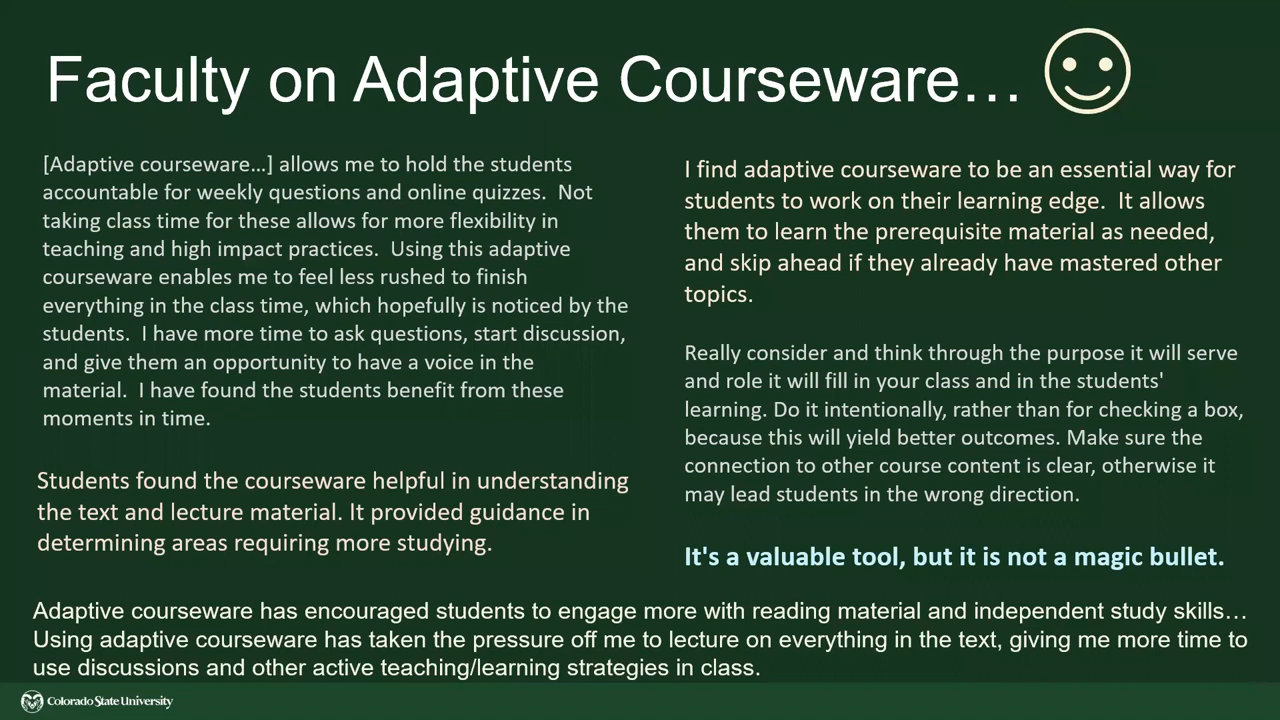 Faculty on Adaptive Courseware…
[Adaptive courseware…] allows me to hold the students
accountable for weekly questions and online quizzes.  Not
taking class time for these allows for more flexibility in
teaching and high impact practices.  Using this adaptive
courseware enables me to feel less rushed to finish
everything in the class time, which hopefully is noticed by the
students.  I have more time to ask questions, start discussion,
and give them an opportunity to have a voice in the
material.  I have found the students benefit from these
moments in time.
Students found the courseware helpful in understanding
the text and lecture material. It provided guidance in
determining areas requiring more studying.
I find adaptive courseware to be an essential way for
students to work on their learning edge.  It allows
them to learn the prerequisite material as needed,
and skip ahead if they already have mastered other
topics.
Really consider and think through the purpose it will serve
and role it will fill in your class and in the students'
learning. Do it intentionally, rather than for checking a box,
because this will yield better outcomes. Make sure the
connection to other course content is clear, otherwise it
may lead students in the wrong direction.
It's a valuable tool, but it is not a magic bullet.
Adaptive courseware has encouraged students to engage more with reading material and independent study skills…
Using adaptive courseware has taken the pressure off me to lecture on everything in the text, giving me more time to
use discussions and other active teaching/learning strategies in class.
Colorado State University